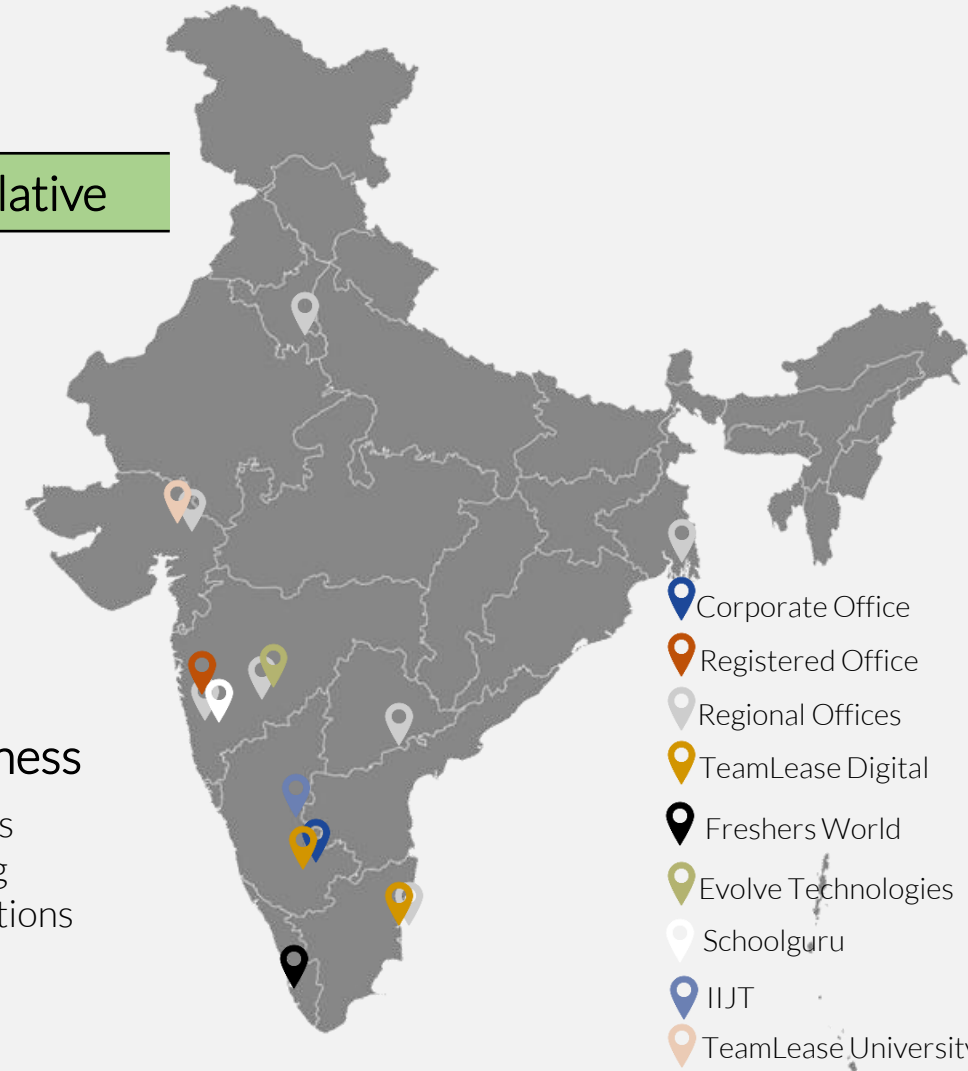 lative
ness
s
g
tions
Corporate Office
Registered Office
Regional Offices
TeamLease Digital
Freshers World
Evolve Technologies
Schoolguru
IIJT
TeamLease University